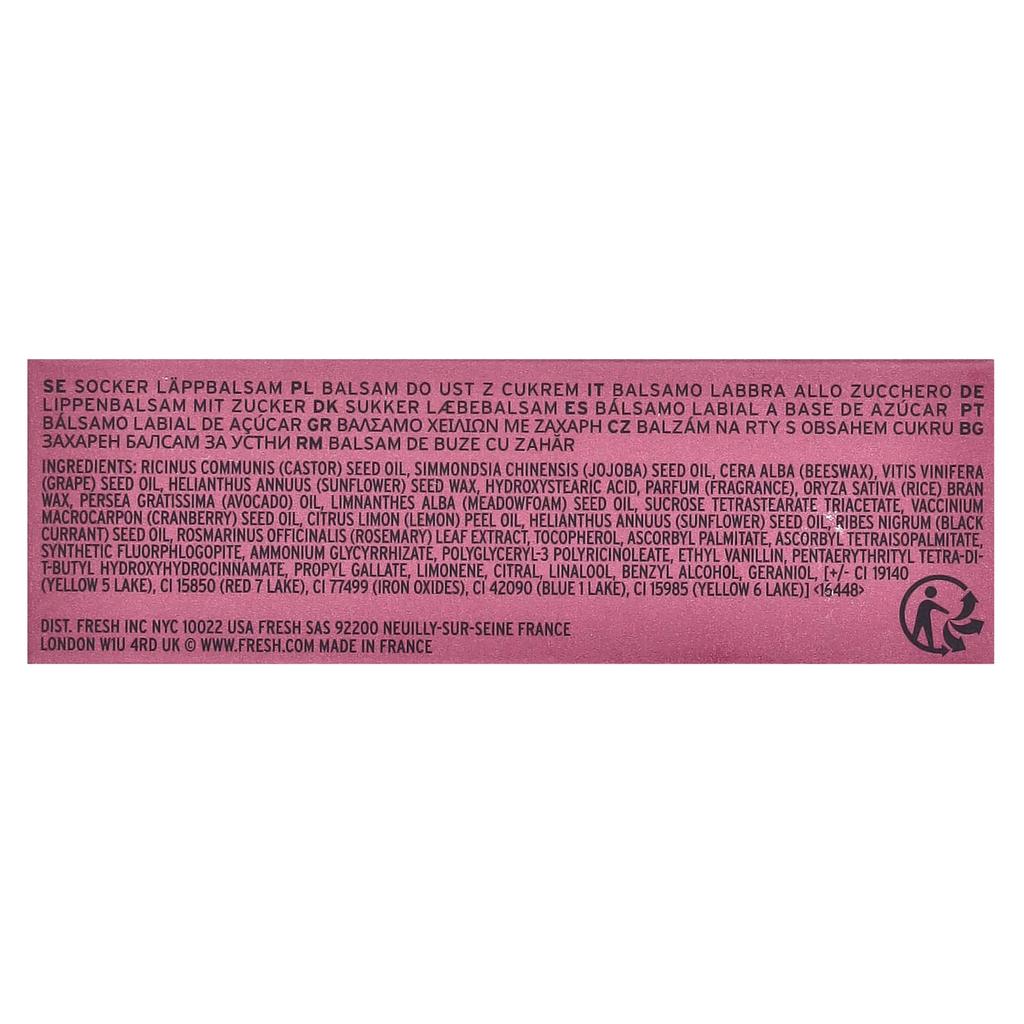 SE SOCKER LÄPPBALSAM PL BALSAM DO UST Z CUKREM IT BALSAMO LABBRA ALLO ZUCCHERO DE
LIPPENBALSAM MIT ZUCKER DK SUKKER LÆBEBALSAM ES BÁLSAMO LABIAL A BASE DE AZÚCAR PT
BÁLSAMO LABIAL DE AÇÚCAR GR ΒΑΛΣΑΜΟ ΧΕΙΛΙΩΝ ΜΕ ΖΑΧΑΡΗ CZ BALZÁM NA RTY S OBSAHEM CUKRU BG
ЗАХАРЕН БАЛСАМ ЗА УСТНИ RM BALSAM DE BUZE CU ZAHĂR
INGREDIENTS: RICINUS COMMUNIS (CASTOR) SEED OIL, SIMMONDSIA CHINENSIS (JOJOBA) SEED OIL, CERA ALBA (BEESWAX), VITIS VINIFERA
(GRAPE) SEED OIL, HELIANTHUS ANNUUS (SUNFLOWER) SEED WAX, HYDROXYSTEARIC ACID, PARFUM (FRAGRANCE), ORYZA SATIVA (RICE) BRAN
WAX, PERSEA GRATISSIMA (AVOCADO) OIL, LIMNANTHES ALBA (MEADOWFOAM) SEED OIL, SUCROSE TETRASTEARATE TRIACETATE, VACCINIUM
MACROCARPON (CRANBERRY) SEED OIL, CITRUS LIMON (LEMON) PEEL OIL, HELIANTHUS ANNUUS (SUNFLOWER) SEED OIL, RIBES NIGRUM (BLACK
CURRANT) SEED OIL, ROSMARINUS OFFICINALIS (ROSEMARY) LEAF EXTRACT, TOCOPHEROL, ASCORBYL PALMITATE, ASCORBYL TETRAISOPALMITATE,
SYNTHETIC FLUORPHLOGOPITE, AMMONIUM GLYCYRRHIZATE, POLYGLYCERYL-3 POLYRICINOLEATE, ETHYL VANILLIN, PENTAERYTHRITYL TETRA-DI-
T-BUTYL HYDROXYHYDROCINNAMATE, PROPYL GALLATE, LIMONENE, CITRAL, LINALOOL, BENZYL ALCOHOL, GERANIOL, [+/- CI 19140
(YELLOW 5 LAKE), CI 15850 (RED 7 LAKE), CI 77499 (IRON OXIDES), CI 42090 (BLUE 1 LAKE), CI 15985 (YELLOW 6 LAKE)] <16448>
DIST. FRESH INC NYC 10022 USA FRESH SAS 92200 NEUILLY-SUR-SEINE FRANCE
LONDON W1U 4RD UK © WWW.FRESH.COM MADE IN FRANCE